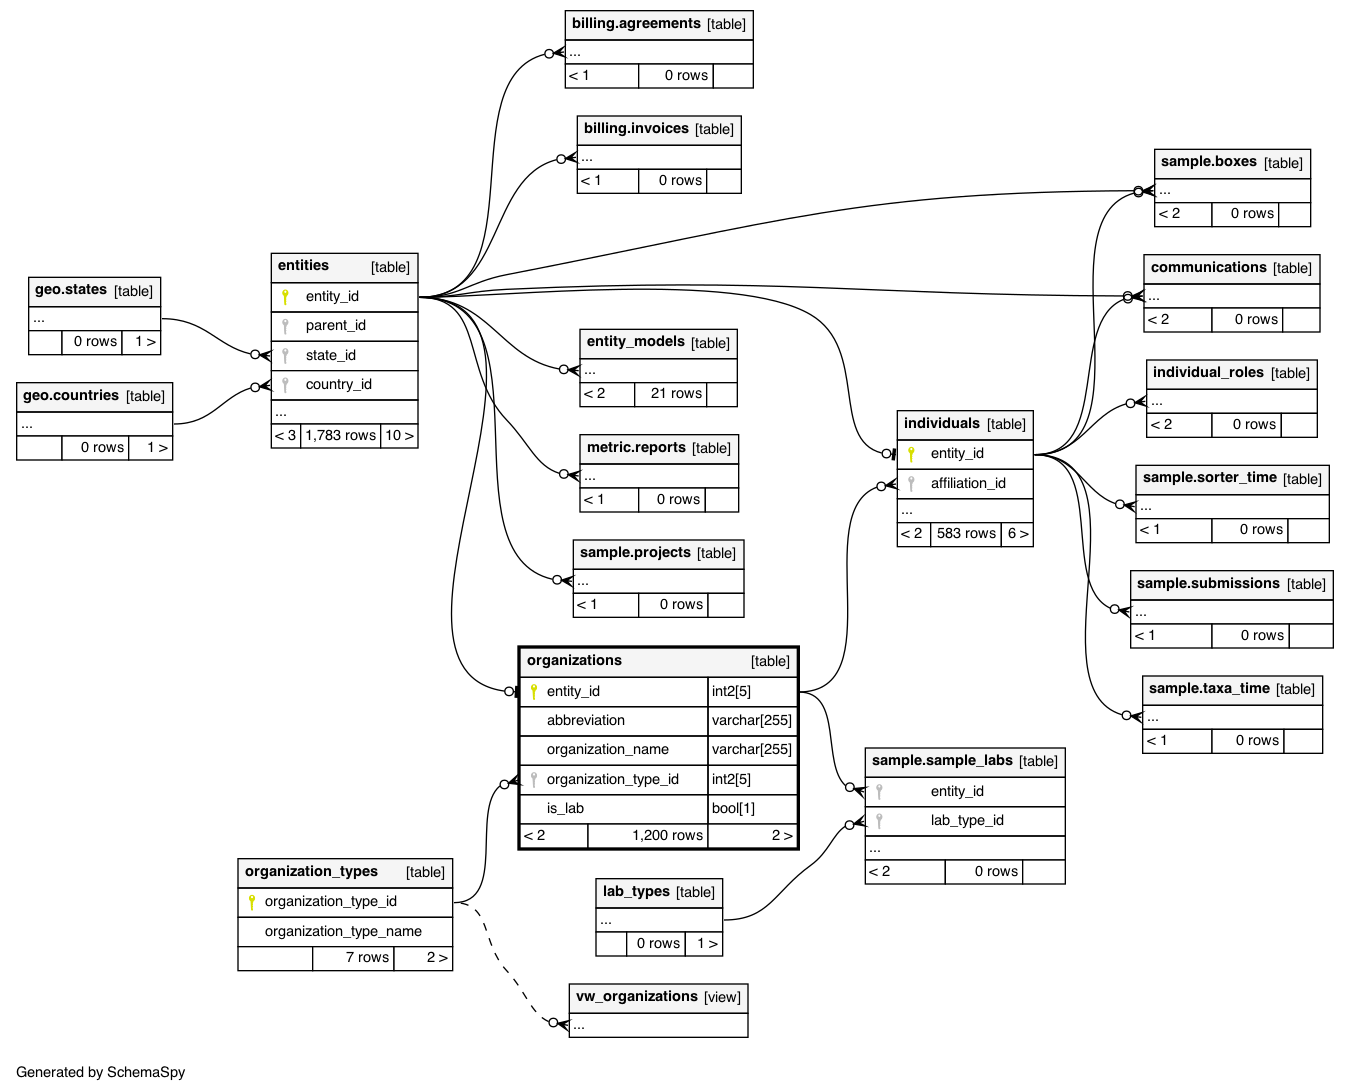 billing.agreements [table]
...
< 1 0 rows
billing.invoices [table]
...
< 1 0 rows
sample.boxes [table]
...
< 2 0 rows
entities [table]
entity_id
parent_id
state_id
country_id
...
< 3 1,783 rows 10 >
communications [table]
...
< 2 0 rows
geo.states [table]
...
0 rows 1 >
geo.countries [table]
...
0 rows 1 >
entity_models [table]
...
< 2 21 rows
individual_roles [table]
...
< 2 0 rows
individuals [table]
entity_id
affiliation_id
...
< 2 583 rows 6 >
metric.reports [table]
...
< 1 0 rows
sample.sorter_time [table]
...
< 1 0 rows
sample.projects [table]
...
< 1 0 rows
sample.submissions [table]
...
< 1 0 rows
organizations [table]
entity_id int2[5]
abbreviation varchar[255]
organization_name varchar[255]
organization_type_id int2[5]
is_lab bool[1]
< 2 1,200 rows 2 >
sample.taxa_time [table]
...
< 1 0 rows
sample.sample_labs [table]
entity_id
lab_type_id
...
< 2 0 rows
organization_types [table]
organization_type_id
organization_type_name
7 rows 2 >
lab_types [table]
...
0 rows 1 >
vw_organizations [view]
...
Generated by SchemaSpy